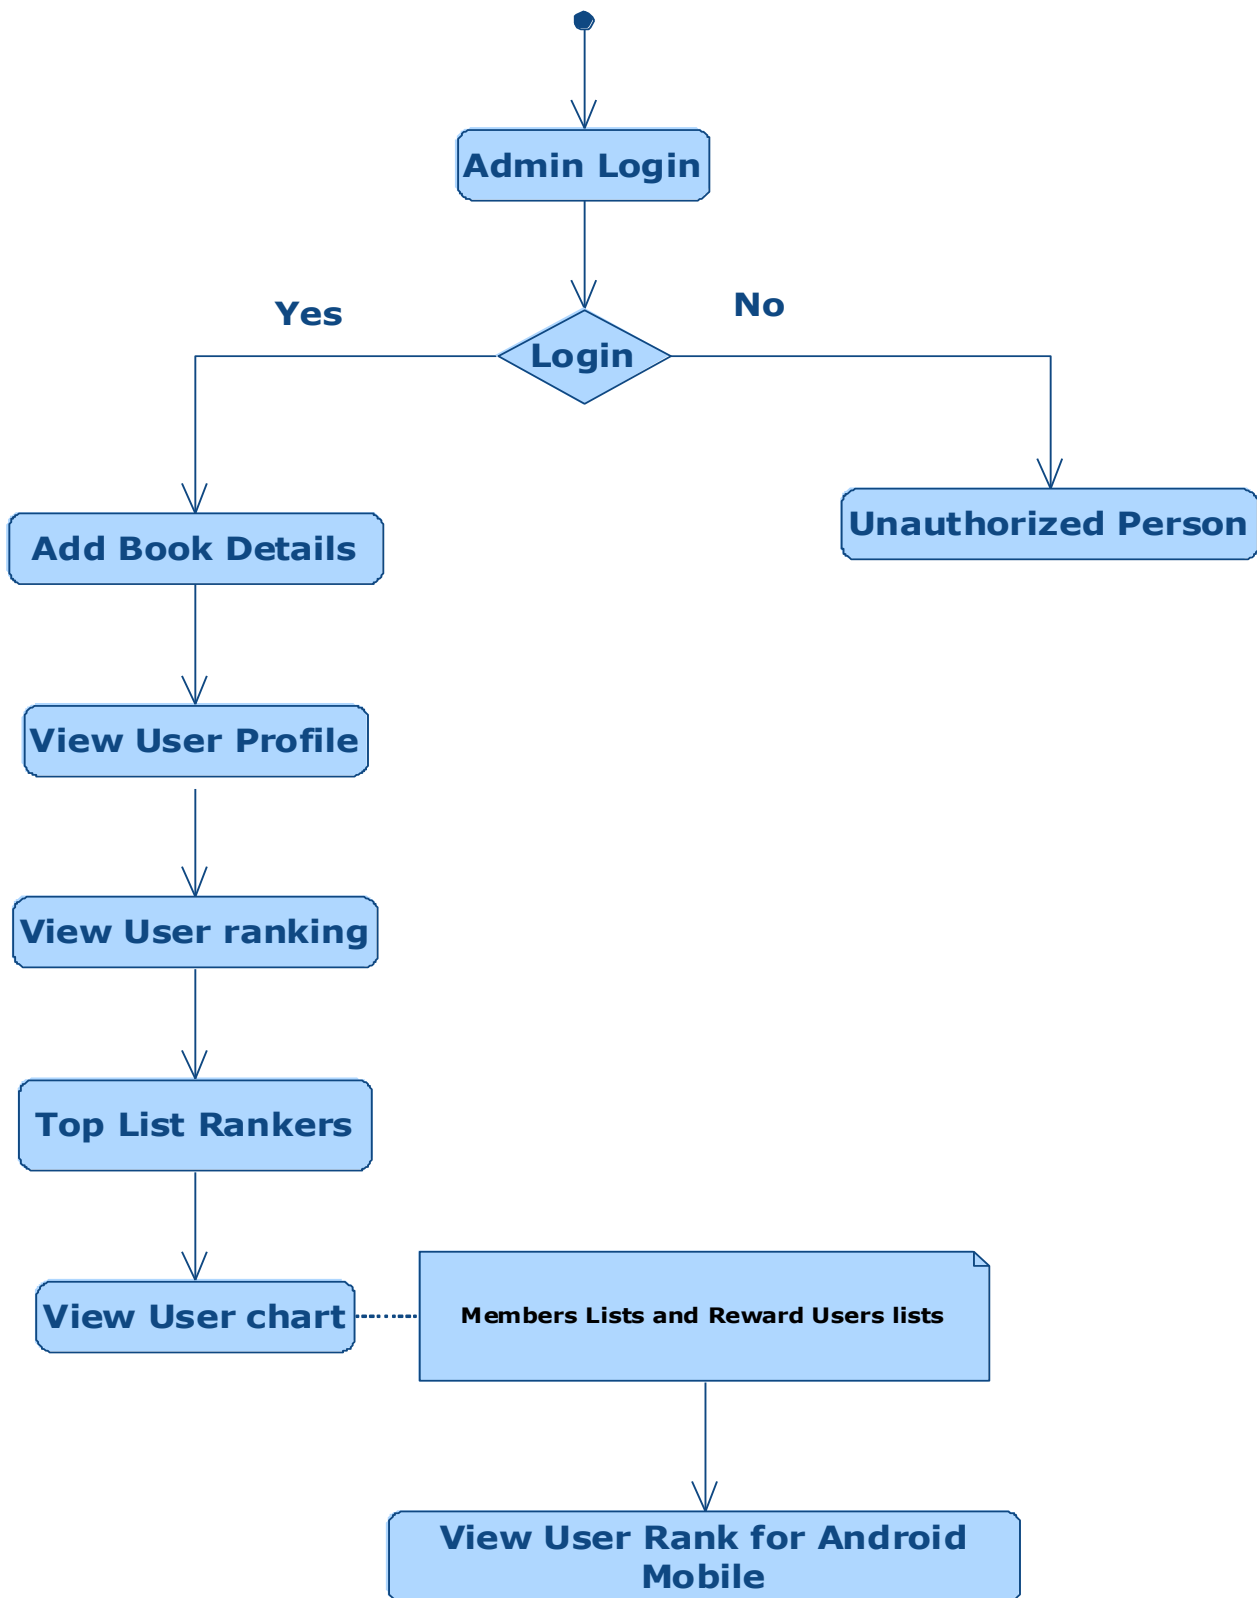 Admin Login
Yes
No
Login
Unauthorized Person
Add Book Details
View User Profile
View User ranking
Top List Rankers
View User chart
Members Lists and Reward Users lists
View User Rank for Android
Mobile